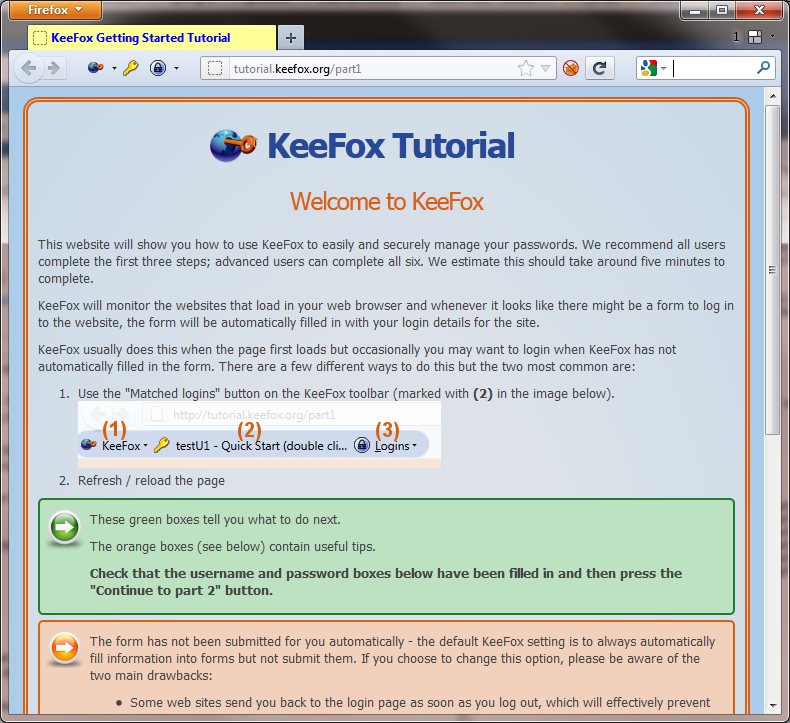 Firefox
KeeFox Getting Started Tutorial
1
tutorial.keefox.org/part1
KeeFox Tutorial
Welcome to KeeFox
This website will show you how to use KeeFox to easily and securely manage your passwords. We recommend all users
complete the first three steps; advanced users can complete all six. We estimate this should take around five minutes to
complete.
KeeFox will monitor the websites that load in your web browser and whenever it looks like there might be a form to log in
to the website, the form will be automatically filled in with your login details for the site.
KeeFox usually does this when the page first loads but occasionally you may want to login when KeeFox has not
automatically filled in the form. There are a few different ways to do this but the two most common are:
1. Use the "Matched logins" button on the KeeFox toolbar (marked with (2) in the image below).
http://tutorial.keefox.org/part1
(1) (2) (3)
KeeFox testU1 - Quick Start (double cli... Logins
2. Refresh / reload the page
These green boxes tell you what to do next.
The orange boxes (see below) contain useful tips.
Check that the username and password boxes below have been filled in and then press the
"Continue to part 2" button.
The form has not been submitted for you automatically - the default KeeFox setting is to always automatically
fill information into forms but not submit them. If you choose to change this option, please be aware of the
two main drawbacks:
• Some web sites send you back to the login page as soon as you log out, which will effectively prevent